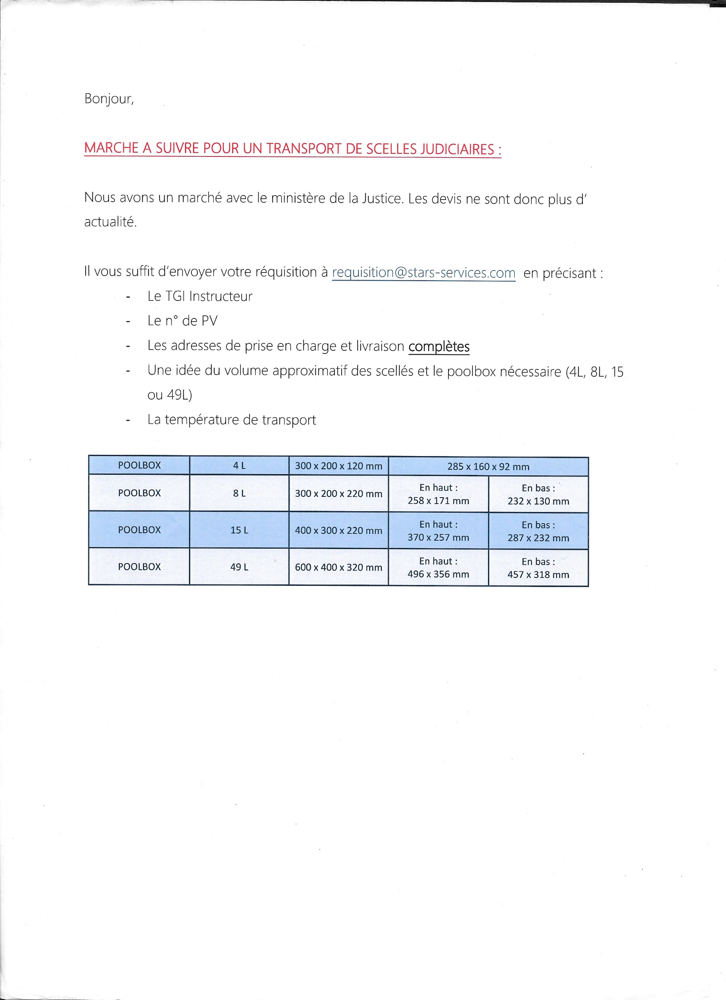 Bonjour,
MARCHE A SUIVRE POUR UN TRANSPORT DE SCELLES JUDICIAIRES :
Nous avons un marché avec le ministère de la Justice. Les devis ne sont donc plus d'
actualité.
Il vous suffit d'envoyer votre réquisition à requisition@stars-services.com en précisant :
- Le TGI Instructeur
- Le n° de PV
- Les adresses de prise en charge et livraison complètes
- Une idée du volume approximatif des scellés et le poolbox nécessaire (4L, 8L, 15
ou 49L)
- La température de transport
POOLBOX 4 L 300 x 200 x 120 mm 285 x 160 x 92 mm
POOLBOX 8 L 300 x 200 x 220 mm En haut : 258 x 171 mm En bas : 232 x 130 mm
POOLBOX 15 L 400 x 300 x 220 mm En haut : 370 x 257 mm En bas : 287 x 232 mm
POOLBOX 49 L 600 x 400 x 320 mm En haut : 496 x 356 mm En bas : 457 x 318 mm